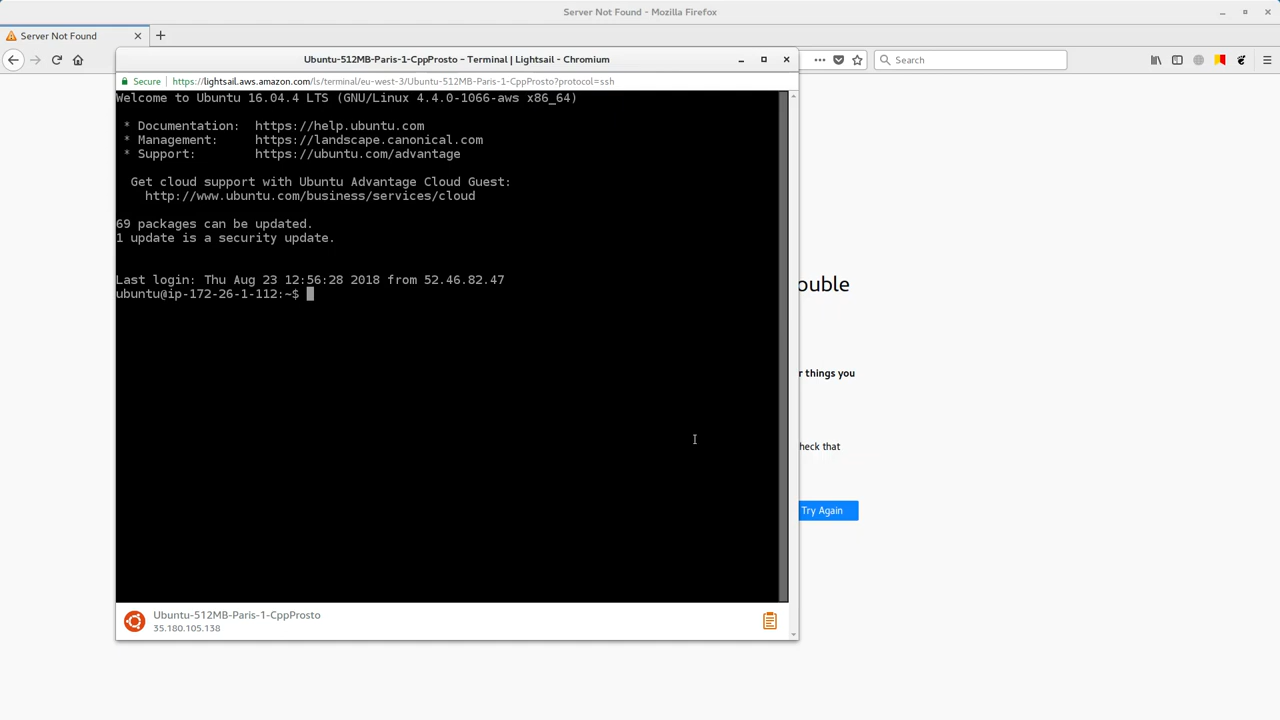 Server Not Found - Mozilla Firefox
Server Not Found
Search
Ubuntu-512MB-Paris-1-CppProsto - Terminal | Lightsail - Chromium
Secure https://lightsail.aws.amazon.com/ls/terminal/eu-west-3/Ubuntu-512MB-Paris-1-CppProsto?protocol=ssh
Welcome to Ubuntu 16.04.4 LTS (GNU/Linux 4.4.0-1066-aws x86_64)
* Documentation: https://help.ubuntu.com
* Management: https://landscape.canonical.com
* Support: https://ubuntu.com/advantage
Get cloud support with Ubuntu Advantage Cloud Guest:
http://www.ubuntu.com/business/services/cloud
69 packages can be updated.
1 update is a security update.
Last login: Thu Aug 23 12:56:28 2018 from 52.46.82.47
ubuntu@ip-172-26-1-112:~$
ouble
r things you
heck that
Try Again
Ubuntu-512MB-Paris-1-CppProsto
35.180.105.138